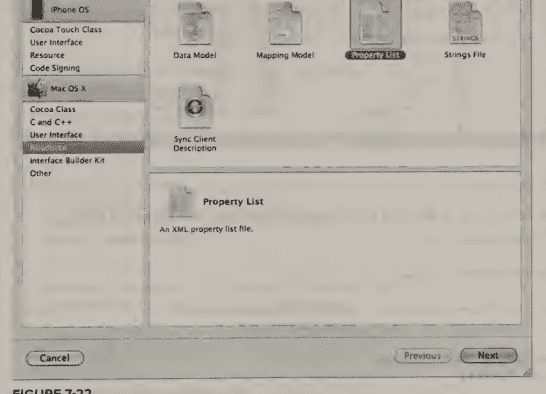 iPhone OS
Cocoa Touch Class
User Interface
Resource
Code Signing
Mac OS X
Cocoa Class
C and C++
User Interface
Resource
Interface Builder Kit
Other
Data Model
Mapping Model
Property List
STRINGS
Strings File
Sync Client
Description
Property List
An XML property list file.
Cancel
Previous
Next
FIGURE 7-22